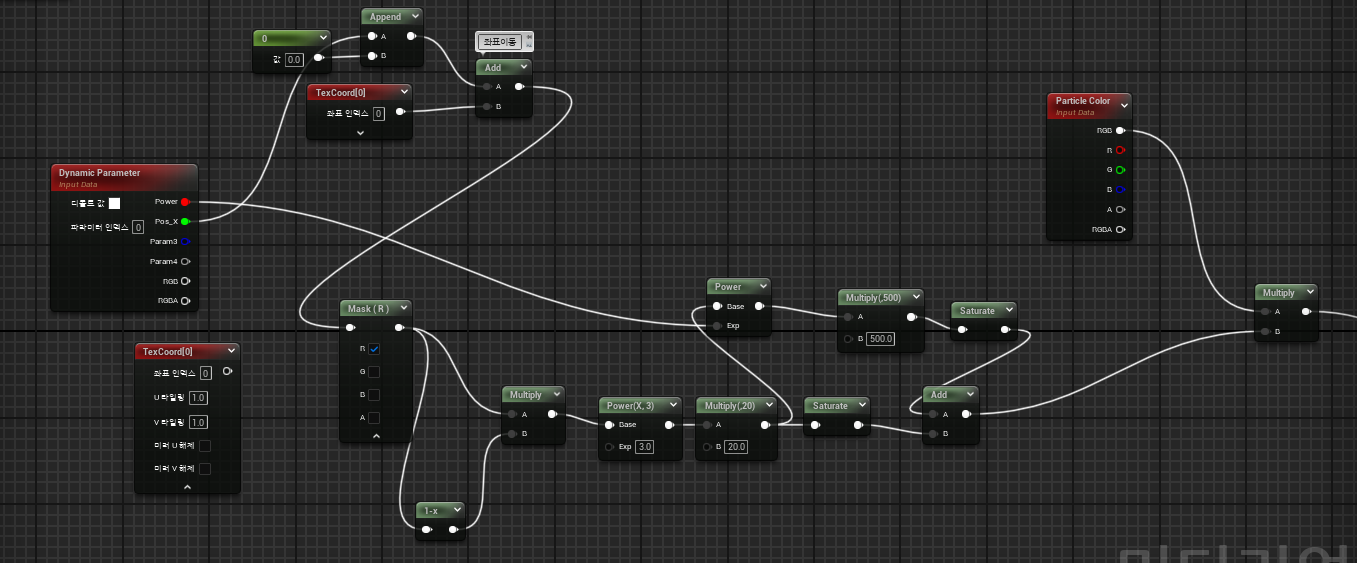 Append
A
B
0
값 0.0
좌표이동
Add
A
B
TexCoord[0]
좌표 인덱스 0
Dynamic Parameter
Input Data
디폴트 값
파라미터 인덱스 0
Power
Pos_X
Param3
Param4
RGB
RGBA
Particle Color
Input Data
RGB
R
G
B
A
RGBA
Mask ( R )
R
G
B
A
TexCoord[0]
좌표 인덱스 0
U 타일링 1.0
V 타일링 1.0
미러 U 해제
미러 V 해제
Power
Base
Exp
Multiply(,500)
A
B 500.0
Saturate
Multiply
A
B
Multiply
A
B
Power(X, 3)
Base
Exp 3.0
Multiply(,20)
A
B 20.0
Saturate
Add
A
B
1-x